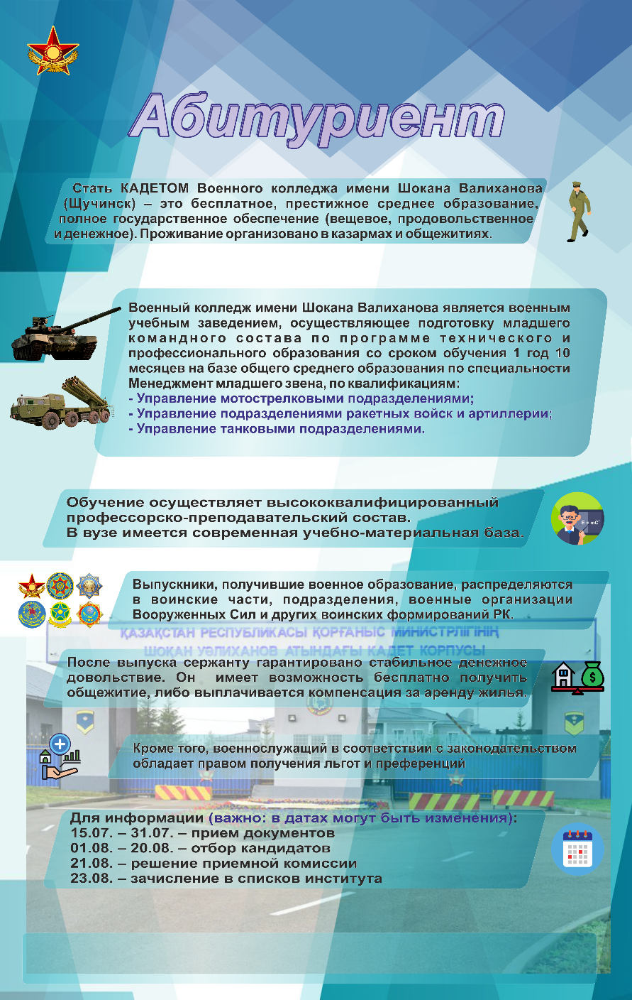 Абитуриент
Стать КАДЕТОМ Военного колледжа имени Шокана Валиханова
(Щучинск) – это бесплатное, престижное среднее образование,
полное государственное обеспечение (вещевое, продовольственное
и денежное). Проживание организовано в казармах и общежитиях.
Военный колледж имени Шокана Валиханова является военным
учебным заведением, осуществляющее подготовку младшего
командного состава по программе технического и
профессионального образования со сроком обучения 1 год 10
месяцев на базе общего среднего образования по специальности
Менеджмент младшего звена, по квалификациям:
- Управление мотострелковыми подразделениями;
- Управление подразделениями ракетных войск и артиллерии;
- Управление танковыми подразделениями.
Обучение осуществляет высококвалифицированный
профессорско-преподавательский состав.
В вузе имеется современная учебно-материальная база.
E = mC²
Выпускники, получившие военное образование, распределяются
в воинские части, подразделения, военные организации
Вооруженных Сил и других воинских формирований РК.
ҚАЗАҚСТАН РЕСПУБЛИКАСЫ ҚОРҒАНЫС МИНИСТРЛІГІНІҢ
ШОҚАН УӘЛИХАНОВ АТЫНДАҒЫ КАДЕТ КОРПУСЫ
После выпуска сержанту гарантировано стабильное денежное
довольствие. Он имеет возможность бесплатно получить
общежитие, либо выплачивается компенсация за аренду жилья.
$
Кроме того, военнослужащий в соответствии с законодательством
обладает правом получения льгот и преференций
Для информации (важно: в датах могут быть изменения):
15.07. – 31.07. – прием документов
01.08. – 20.08. – отбор кандидатов
21.08. – решение приемной комиссии
23.08. – зачисление в списков института